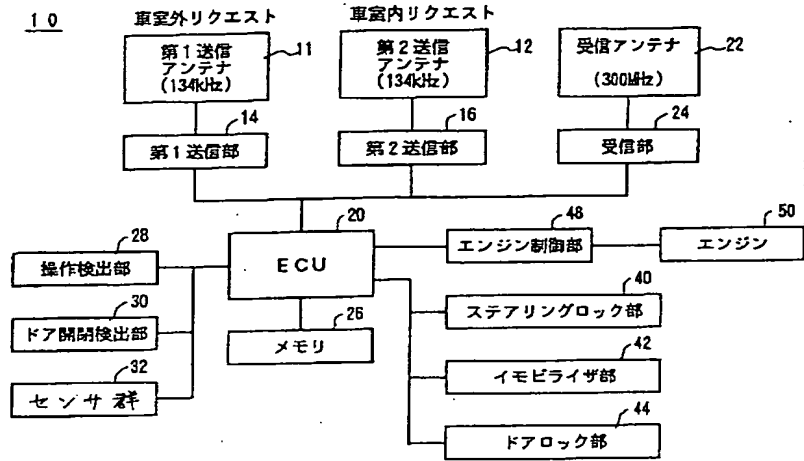 10
車室外リクエスト
車室内リクエスト
第1送信
アンテナ
(134kHz)
11
第2送信
アンテナ
(134kHz)
12
受信アンテナ
(300MHz)
22
14
第1送信部
16
第2送信部
24
受信部
20
ECU
28
操作検出部
30
ドア開閉検出部
32
センサ群
26
メモリ
48
エンジン制御部
50
エンジン
40
ステアリングロック部
42
イモビライザ部
44
ドアロック部